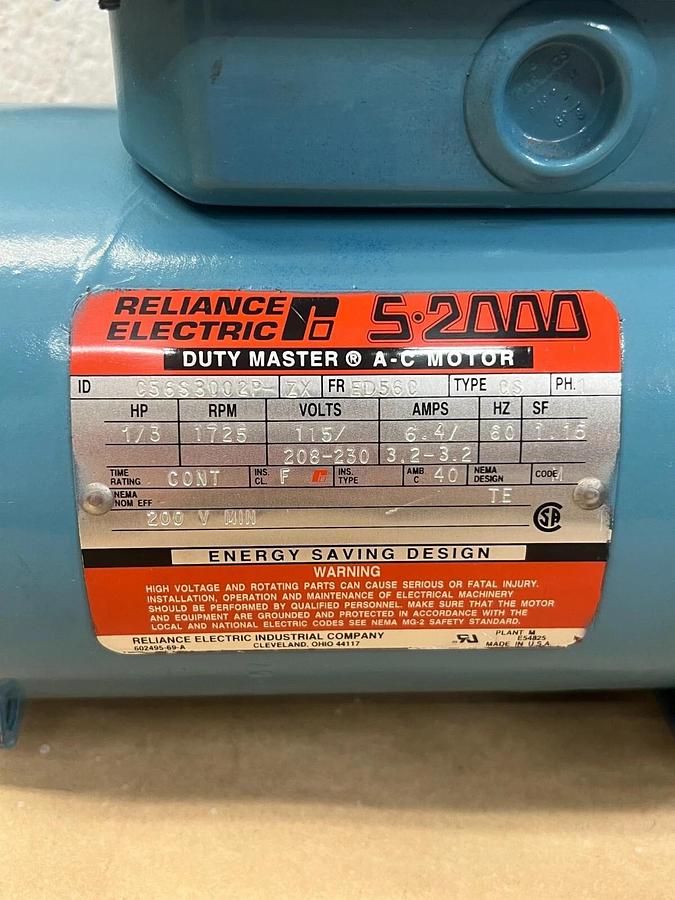 RELIANCE
ELECTRIC
S-2000
DUTY MASTER ® A-C MOTOR
ID C56S3002P-ZX FR ED56C TYPE CS PH. 1
HP RPM VOLTS AMPS HZ SF
1/3 1725 115/ 6.4/ 60 1.15
208-230 3.2-3.2
TIME RATING CONT INS. CL. F INS. TYPE AMB. C 40 NEMA DESIGN CODE
NEMA NOM EFF TE
200 V MIN
SA
ENERGY SAVING DESIGN
WARNING
HIGH VOLTAGE AND ROTATING PARTS CAN CAUSE SERIOUS OR FATAL INJURY.
INSTALLATION, OPERATION AND MAINTENANCE OF ELECTRICAL MACHINERY
SHOULD BE PERFORMED BY QUALIFIED PERSONNEL. MAKE SURE THAT THE MOTOR
AND EQUIPMENT ARE GROUNDED AND PROTECTED IN ACCORDANCE WITH THE
LOCAL AND NATIONAL ELECTRIC CODES SEE NEMA MG-2 SAFETY STANDARD.
RELIANCE ELECTRIC INDUSTRIAL COMPANY
602495-69-A CLEVELAND, OHIO 44117
PLANT M
E54825
MADE IN U.S.A.